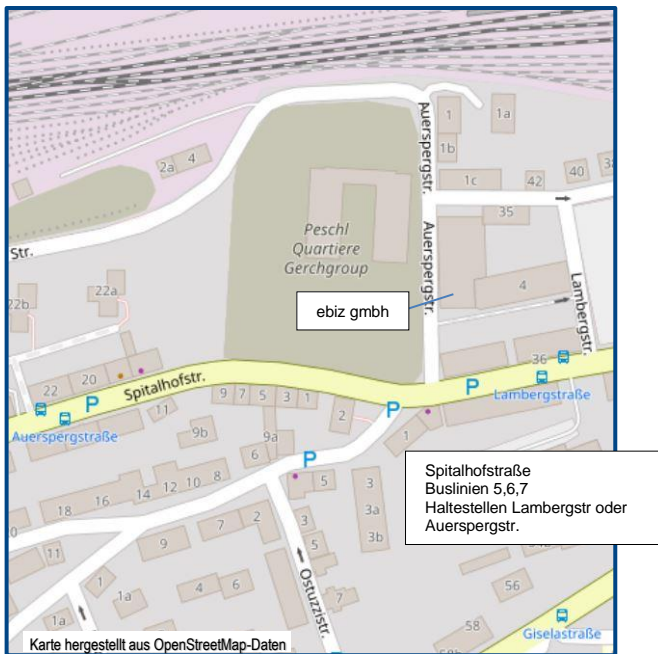 Auerspergstr.
1
1a
1b
2a
4
1c
42
40
35
Peschl
Quartiere
Gerchgroup
Auerspergstr.
Str.
Lambergstr.
4
22b
22a
ebiz gmbh
36
Lambergstraße
P
22
20
P
Spitalhofstr.
9
7
5
3
1
Auerspergstraße
11
9b
9a
2
P
1
6
P
8
10
12
14
16
18
5
3
3a
3b
Spitalhofstraße
Buslinien 5,6,7
Haltestellen Lambergstr oder
Auerspergstr.
11
9
7
2
3
5
1
1a
4
6
7
1a
Ostuzzistr.
56
58
58b
Giselastraße
Karte hergestellt aus OpenStreetMap-Daten